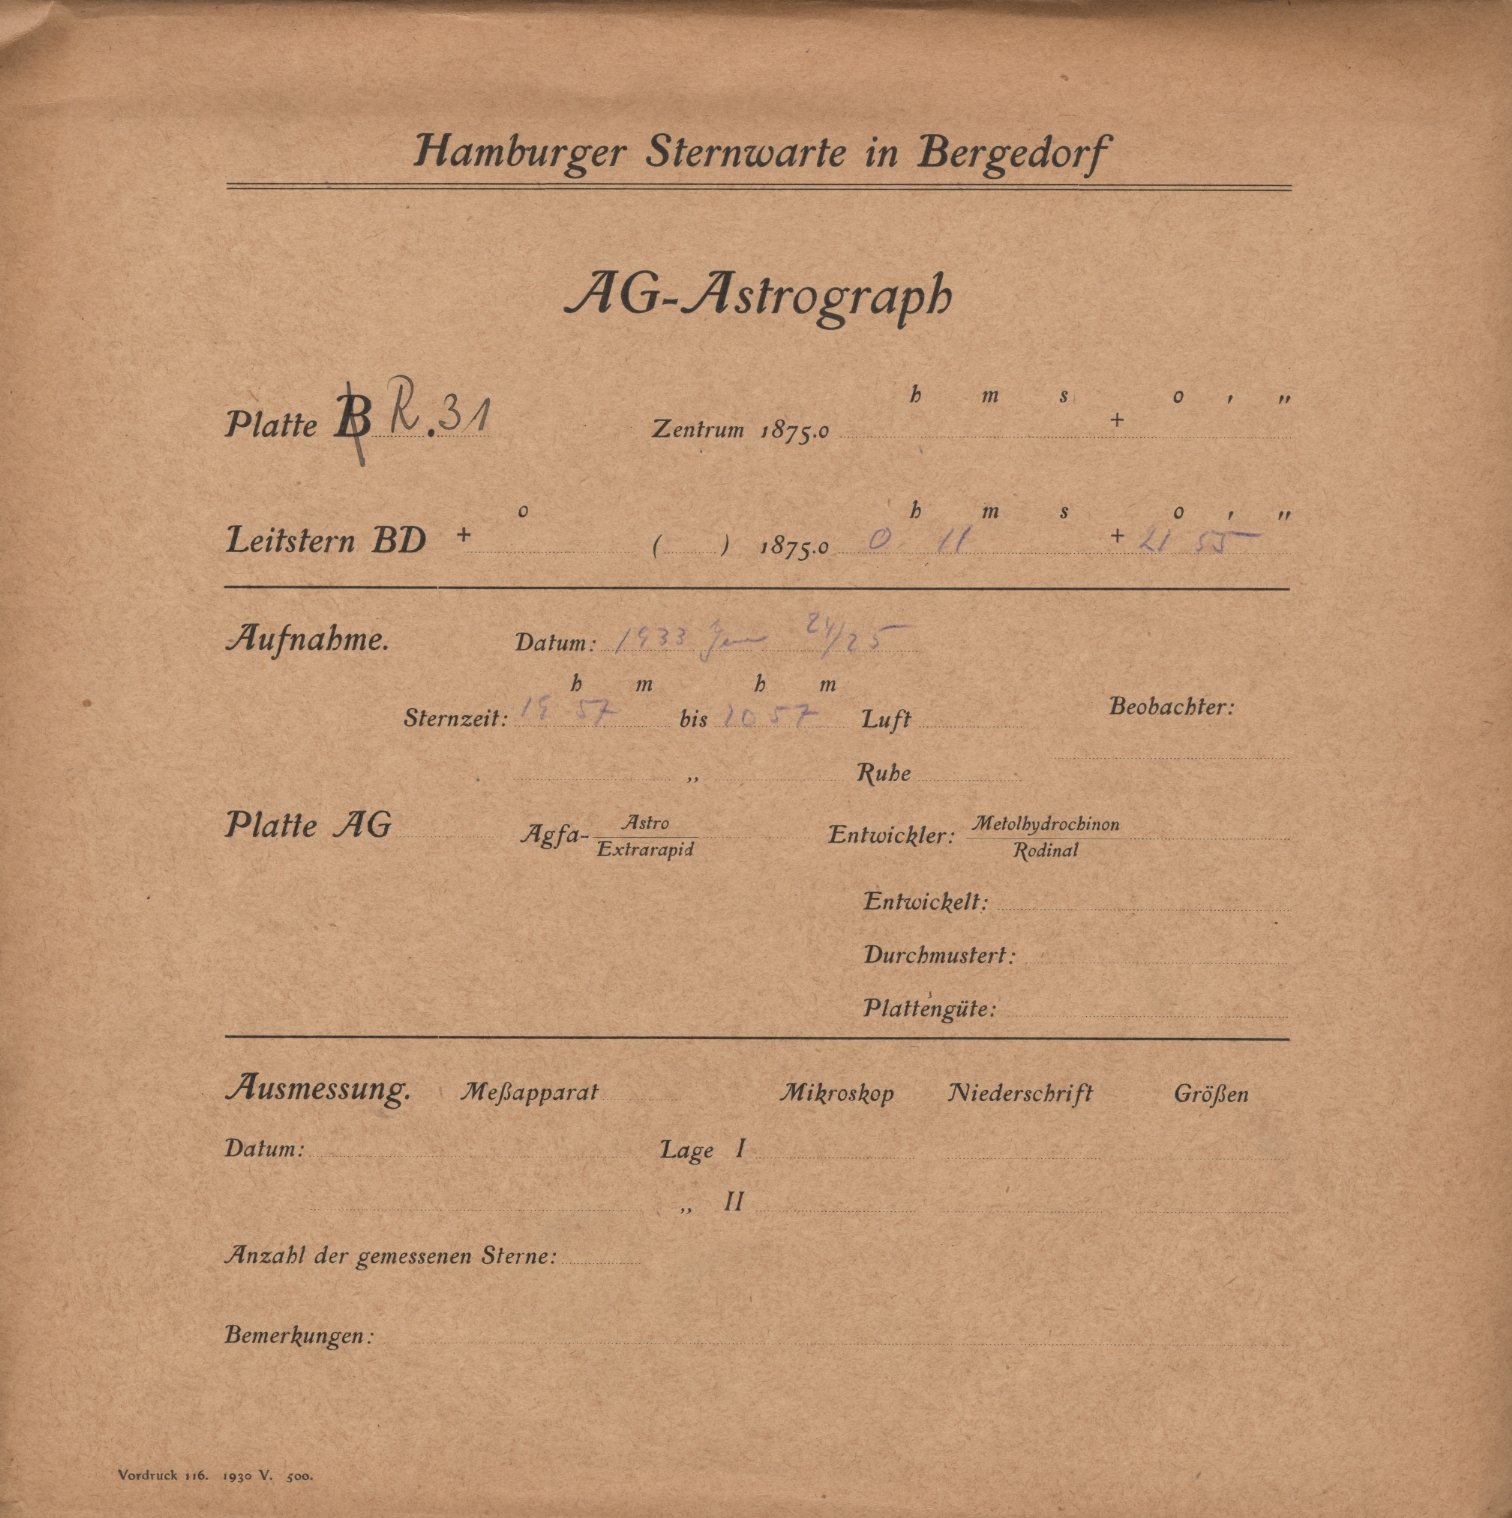 Hamburger Sternwarte in Bergedorf
AG-Astrograph
h m s o , „
Platte B R.31 Zentrum 1875.0 +
o h m s o , „
Leitstern BD + ( ) 1875.0 0 11 + 21 55
Aufnahme. Datum: 1933 24/25
h m h m
Sternzeit: 19 57 bis 57 Luft Beobachter:
„ Ruhe
Platte AG Agfa- Astro Entwickler: Metolhydrochinon
Extrarapid Rodinal
Entwickelt:
Durchmustert:
Plattengüte:
Ausmessung. Meßapparat Mikroskop Niederschrift Größen
Datum: Lage I
„ II
Anzahl der gemessenen Sterne:
Bemerkungen:
Vordruck 116. 1930 V. 500.